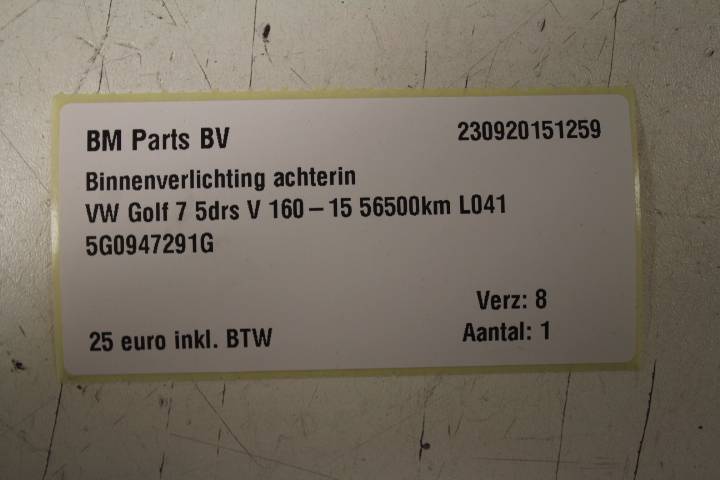 BM Parts BV 230920151259
Binnenverlichting achterin
VW Golf 7 5drs V 160 – 15 56500km L041
5G0947291G
Verz: 8
25 euro inkl. BTW Aantal: 1